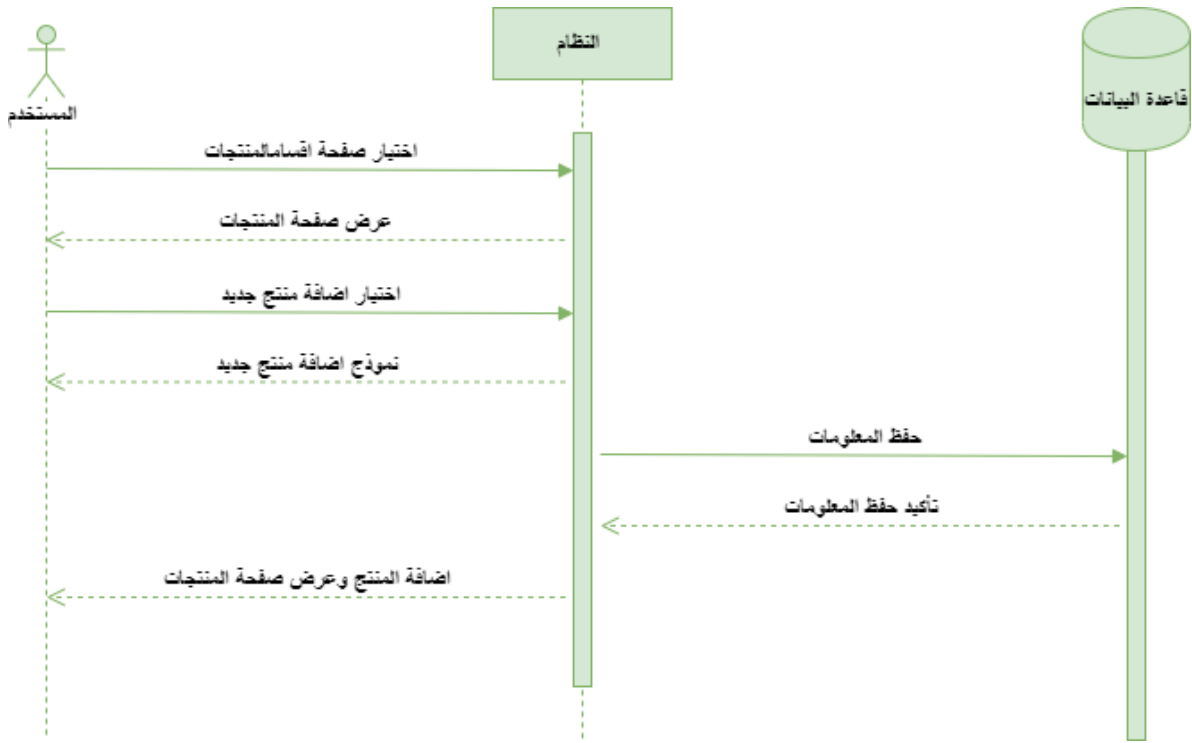 النظام
قاعدة البيانات
المستخدم
اختيار صفحة اقسامالمنتجات
عرض صفحة المنتجات
اختيار اضافة منتج جديد
نموذج اضافة منتج جديد
حفظ المعلومات
تأكيد حفظ المعلومات
اضافة المنتج وعرض صفحة المنتجات